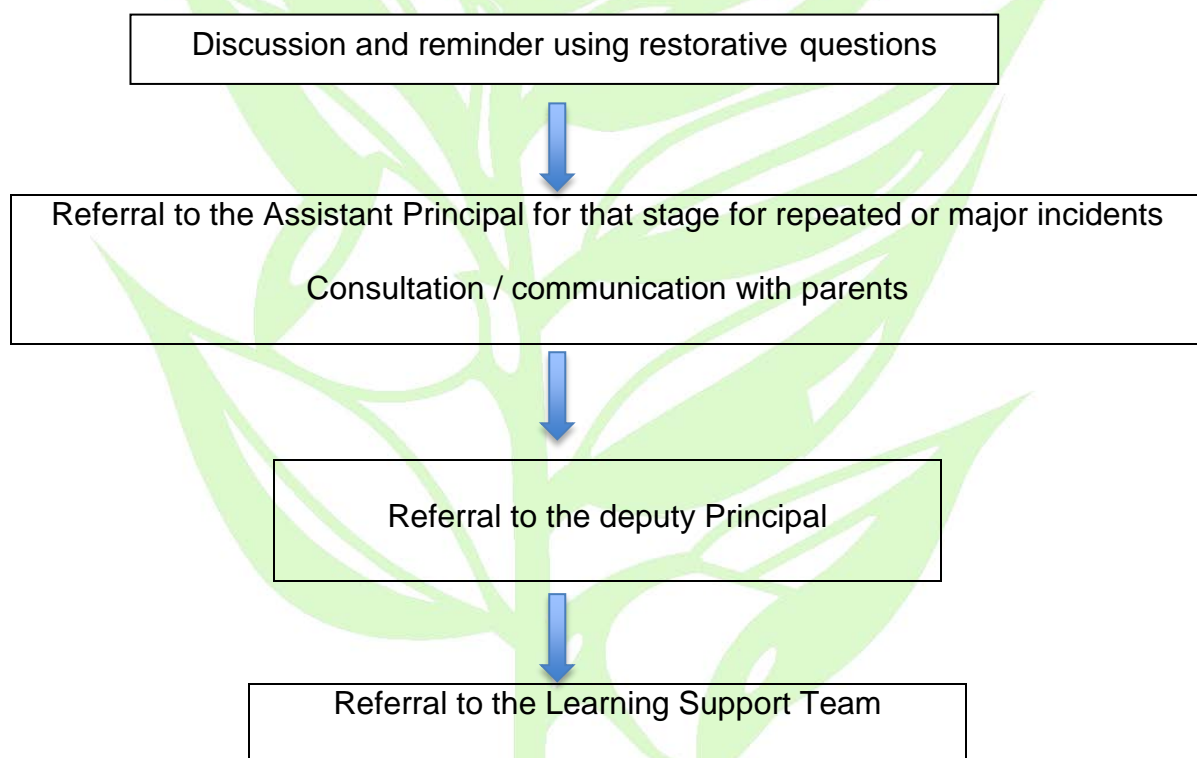 Discussion and reminder using restorative questions
Referral to the Assistant Principal for that stage for repeated or major incidents
Consultation / communication with parents
Referral to the deputy Principal
Referral to the Learning Support Team